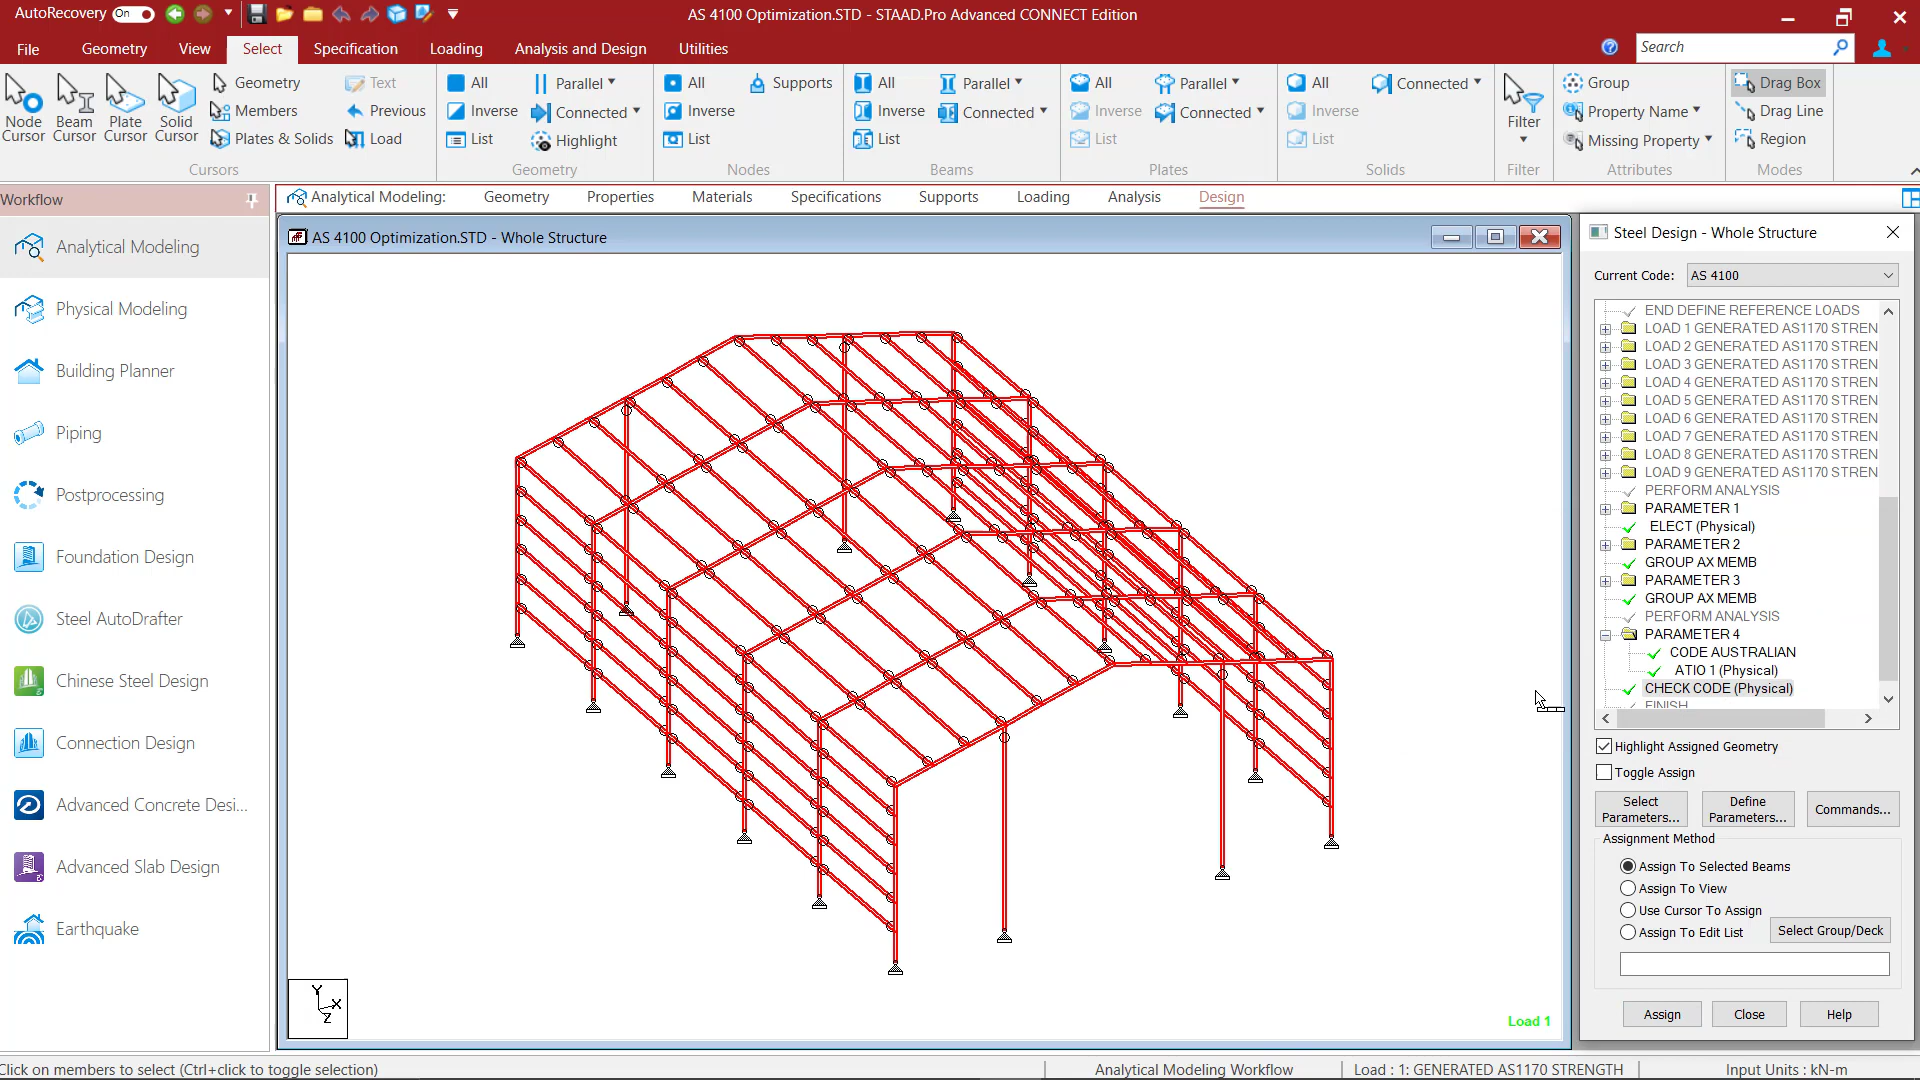 AutoRecovery On
AS 4100 Optimization.STD - STAAD.Pro Advanced CONNECT Edition
File Geometry View Select Specification Loading Analysis and Design Utilities
Search
Node Cursor
Beam Cursor
Plate Cursor
Solid Cursor
Geometry
Members
Plates & Solids
Text
Previous
Load
Cursors
All
Inverse
List
Parallel
Connected
Highlight
Geometry
All
Inverse
List
Supports
Nodes
All
Inverse
List
Parallel
Connected
Beams
All
Inverse
List
Parallel
Connected
Plates
All
Inverse
List
Connected
Solids
Filter
Filter
Group
Property Name
Missing Property
Attributes
Drag Box
Drag Line
Region
Modes
Workflow
Analytical Modeling
Physical Modeling
Building Planner
Piping
Postprocessing
Foundation Design
Steel AutoDrafter
Chinese Steel Design
Connection Design
Advanced Concrete Desi...
Advanced Slab Design
Earthquake
Analytical Modeling: Geometry Properties Materials Specifications Supports Loading Analysis Design
AS 4100 Optimization.STD - Whole Structure
Y
X
Z
Load 1
Steel Design - Whole Structure
Current Code: AS 4100
END DEFINE REFERENCE LOADS
LOAD 1 GENERATED AS1170 STREN
LOAD 2 GENERATED AS1170 STREN
LOAD 3 GENERATED AS1170 STREN
LOAD 4 GENERATED AS1170 STREN
LOAD 5 GENERATED AS1170 STREN
LOAD 6 GENERATED AS1170 STREN
LOAD 7 GENERATED AS1170 STREN
LOAD 8 GENERATED AS1170 STREN
LOAD 9 GENERATED AS1170 STREN
PERFORM ANALYSIS
PARAMETER 1
ELECT (Physical)
PARAMETER 2
GROUP AX MEMB
PARAMETER 3
GROUP AX MEMB
PERFORM ANALYSIS
PARAMETER 4
CODE AUSTRALIAN
ATIO 1 (Physical)
CHECK CODE (Physical)
FINISH
Highlight Assigned Geometry
Toggle Assign
Select Parameters...
Define Parameters...
Commands...
Assignment Method
Assign To Selected Beams
Assign To View
Use Cursor To Assign
Assign To Edit List
Select Group/Deck
Assign
Close
Help
Click on members to select (Ctrl+click to toggle selection)
Analytical Modeling Workflow
Load : 1: GENERATED AS1170 STRENGTH
Input Units : kN-m